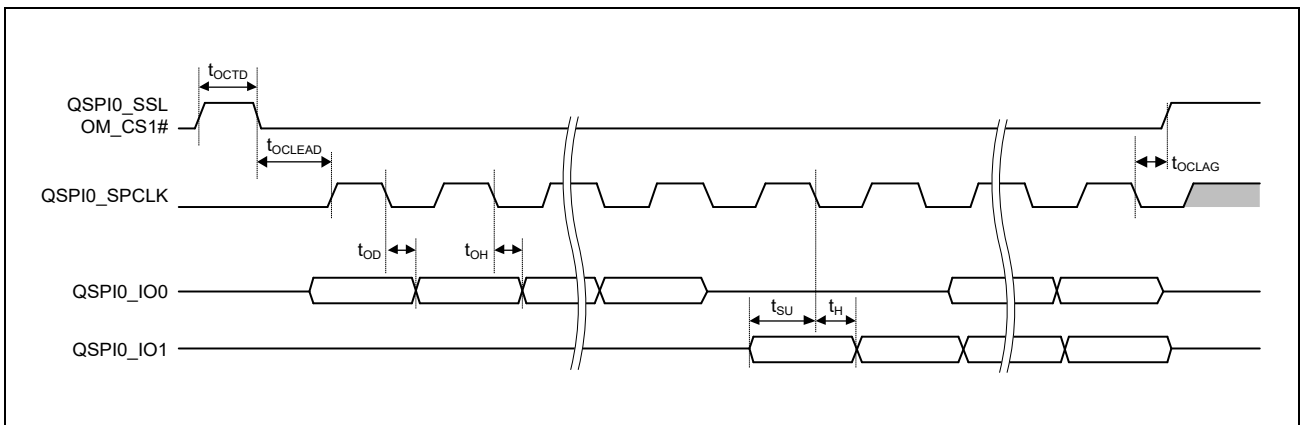 tOCTD
QSPI0_SSL
OM_CS1#
tOCLEAD
tOCLAG
QSPI0_SPCLK
tOD
tOH
QSPI0_IO0
tSU
tH
QSPI0_IO1